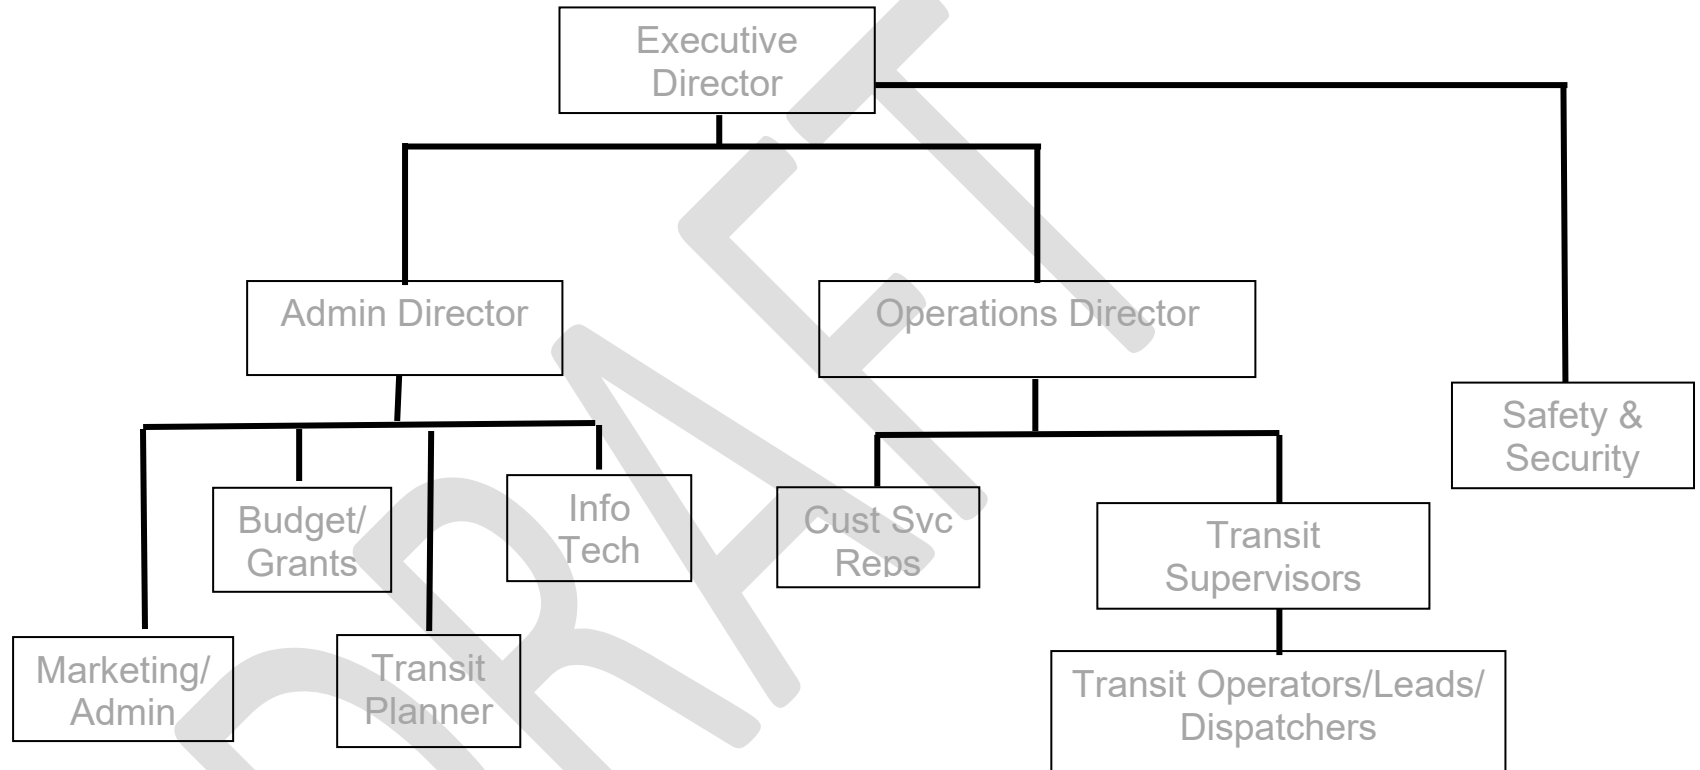 Executive
Director
Admin Director
Operations Director
Safety &
Security
Budget/
Grants
Info
Tech
Cust Svc
Reps
Transit
Supervisors
Marketing/
Admin
Transit
Planner
Transit Operators/Leads/
Dispatchers
DRAFT